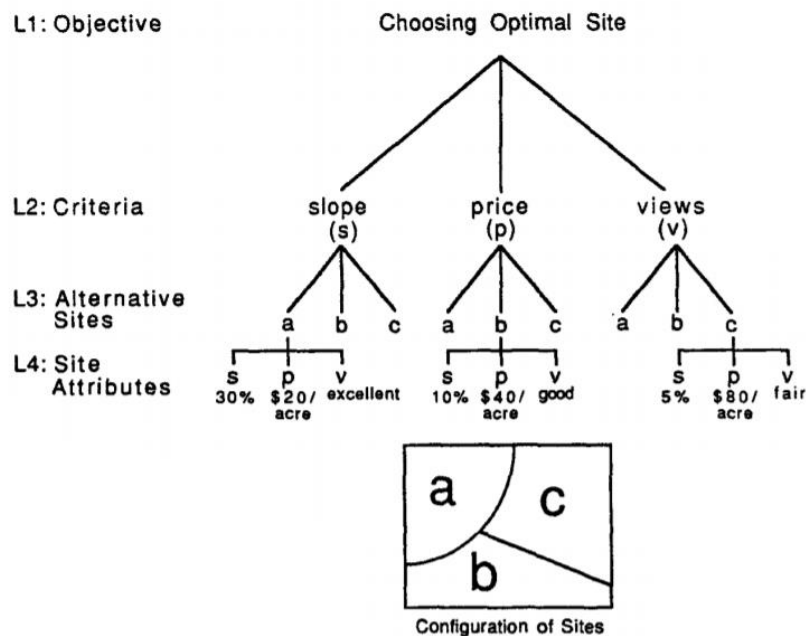 L1: Objective Choosing Optimal Site
L2: Criteria slope price views
(s) (p) (v)
L3: Alternative
Sites
a b c a b c a b c
L4: Site
Attributes
s p v s p v s p v
30% $20/ excellent 10% $40/ good 5% $80/ fair
acre acre acre
a
c
b
Configuration of Sites